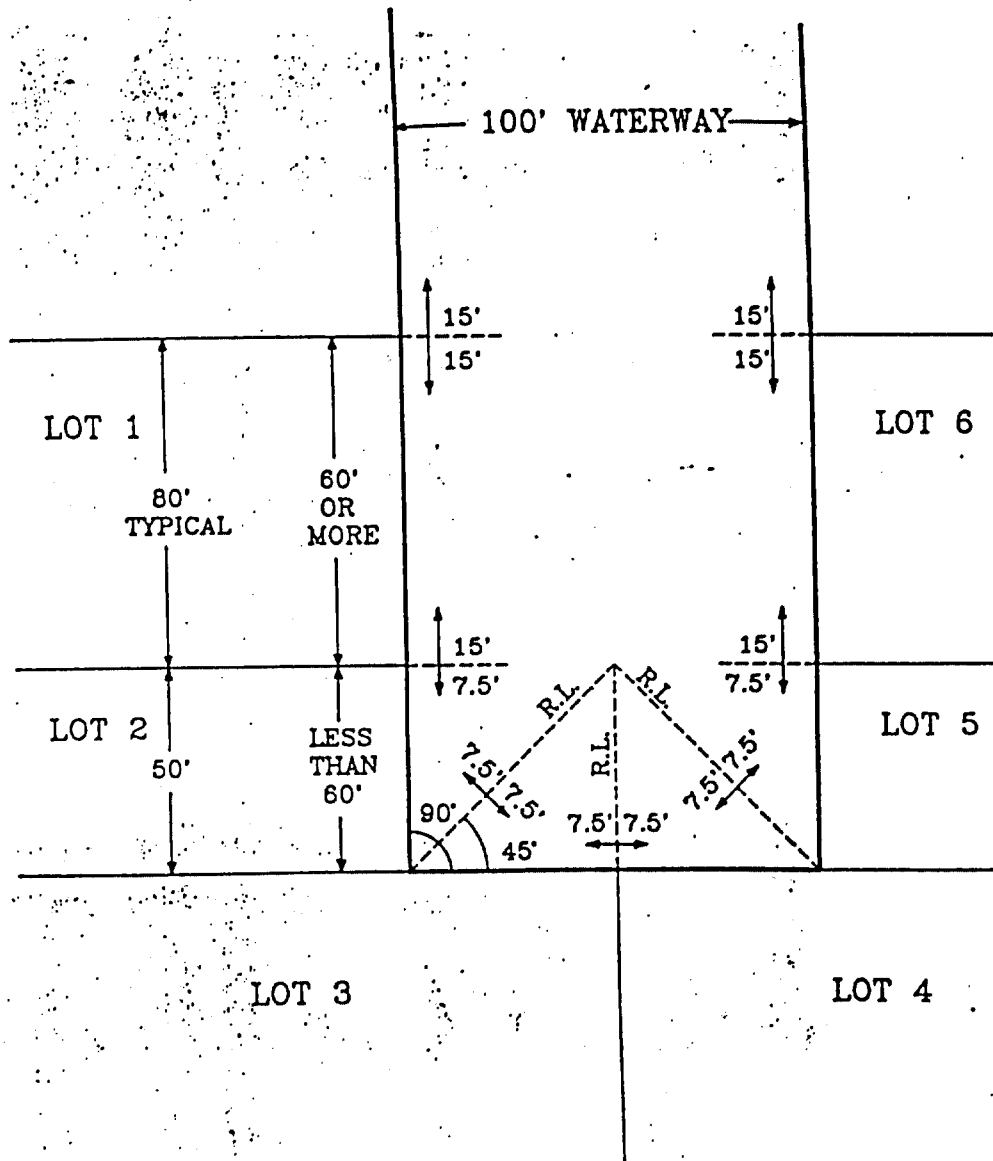 100' WATERWAY
15'
15'
15'
15'
LOT 1
LOT 6
80'
TYPICAL
60'
OR
MORE
15'
7.5'
15'
7.5'
LOT 2
50'
LESS
THAN
60'
R.L.
R.L.
R.L.
LOT 5
7.5'
7.5'
7.5'
7.5'
90°
45°
7.5'
7.5'
LOT 3
LOT 4